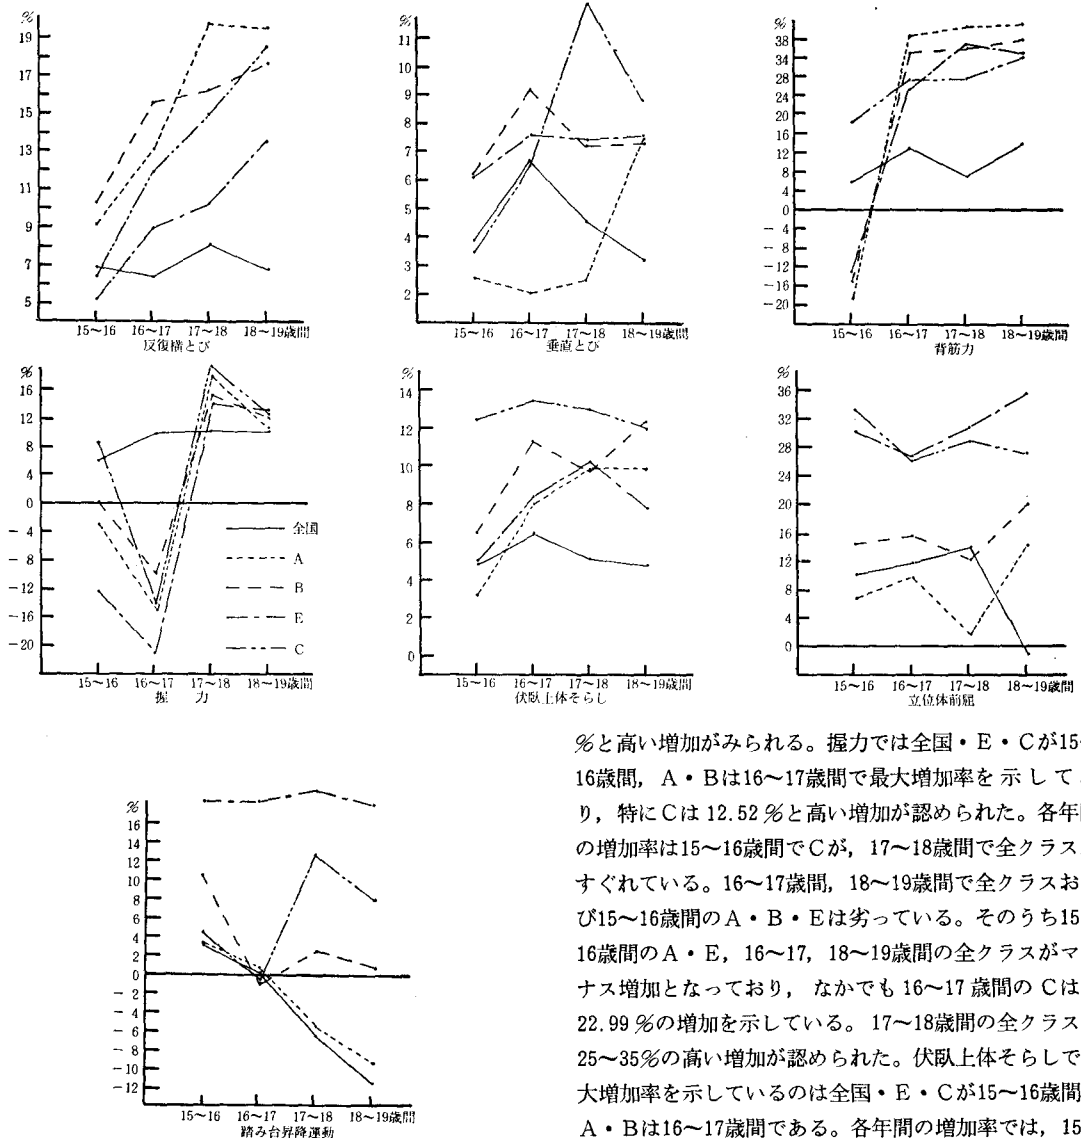 %
19
17
15
13
11
9
7
5
15～16 16～17 17～18 18～19歳間
反復横とび
%
11
10
9
8
7
6
5
4
3
2
15～16 16～17 17～18 18～19歳間
垂直とび
%
38
36
32
28
24
20
16
12
8
4
0
− 4
− 8
−12
−16
−20
15～16 16～17 17～18 18～19歳間
背筋力
%
16
12
8
4
0
− 4
− 8
−12
−16
−20
全国
A
B
E
C
15～16 16～17 17～18 18～19歳間
握 力
%
14
12
10
8
6
4
2
0
15～16 16～17 17～18 18～19歳間
伏臥上体そらし
%
36
32
28
24
20
16
12
8
4
0
15～16 16～17 17～18 18～19歳間
立位体前屈
%
16
14
12
10
8
6
4
2
0
− 2
− 4
− 6
− 8
−10
−12
15～16 16～17 17～18 18～19歳間
踏み台昇降運動
%と高い増加がみられる。握力では全国・E・Cが15
16歳間，A・Bは16～17歳間で最大増加率を示して
り，特にCは 12.52 %と高い増加が認められた。各年
の増加率は15～16歳間でCが，17～18歳間で全クラス
すぐれている。16～17歳間，18～19歳間で全クラスお
び15～16歳間のA・B・Eは劣っている。そのうち15
16歳間のA・E，16～17，18～19歳間の全クラスがマ
ナス増加となっており，なかでも 16～17 歳間の Cは
22.99 %の増加を示している。17～18歳間の全クラス
25～35%の高い増加が認められた。伏臥上体そらしで
大増加率を示しているのは全国・E・Cが15～16歳間
A・Bは16～17歳間である。各年間の増加率では，15